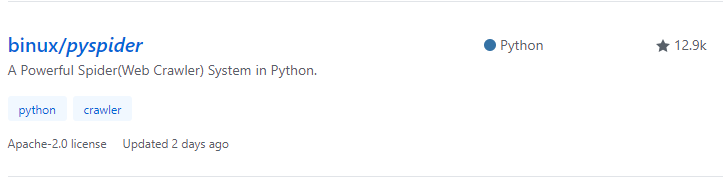 binux/pyspider Python 12.9k
A Powerful Spider(Web Crawler) System in Python.
python crawler
Apache-2.0 license Updated 2 days ago